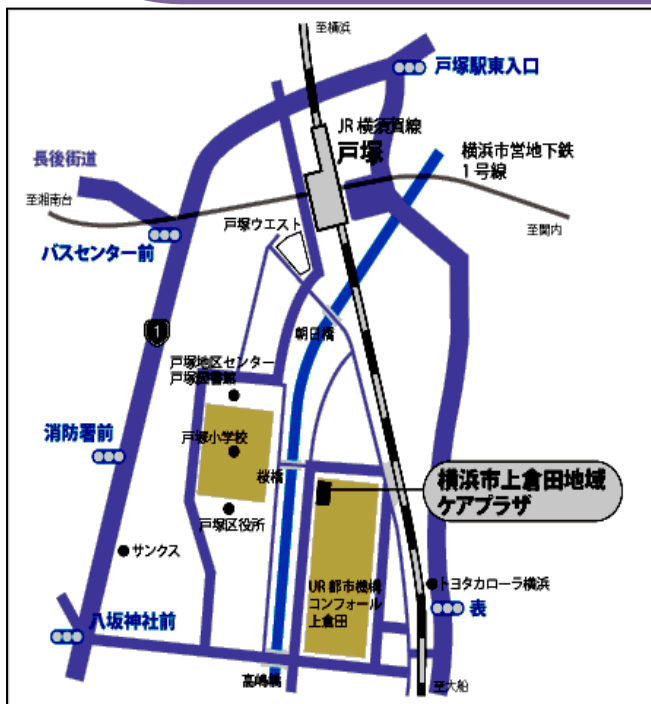 至横浜
戸塚駅東入口
JR 横須賀線
戸塚
横浜市営地下鉄
1 号線
長後街道
至湘南台
至関内
戸塚ウエスト
バスセンター前
1
朝日橋
戸塚地区センター
戸塚図書館
消防署前
戸塚小学校
桜橋
横浜市上倉田地域
ケアプラザ
戸塚区役所
サンクス
トヨタカローラ横浜
UR 都市機構
コンフォール
上倉田
表
八坂神社前
高嶋橋
至大船